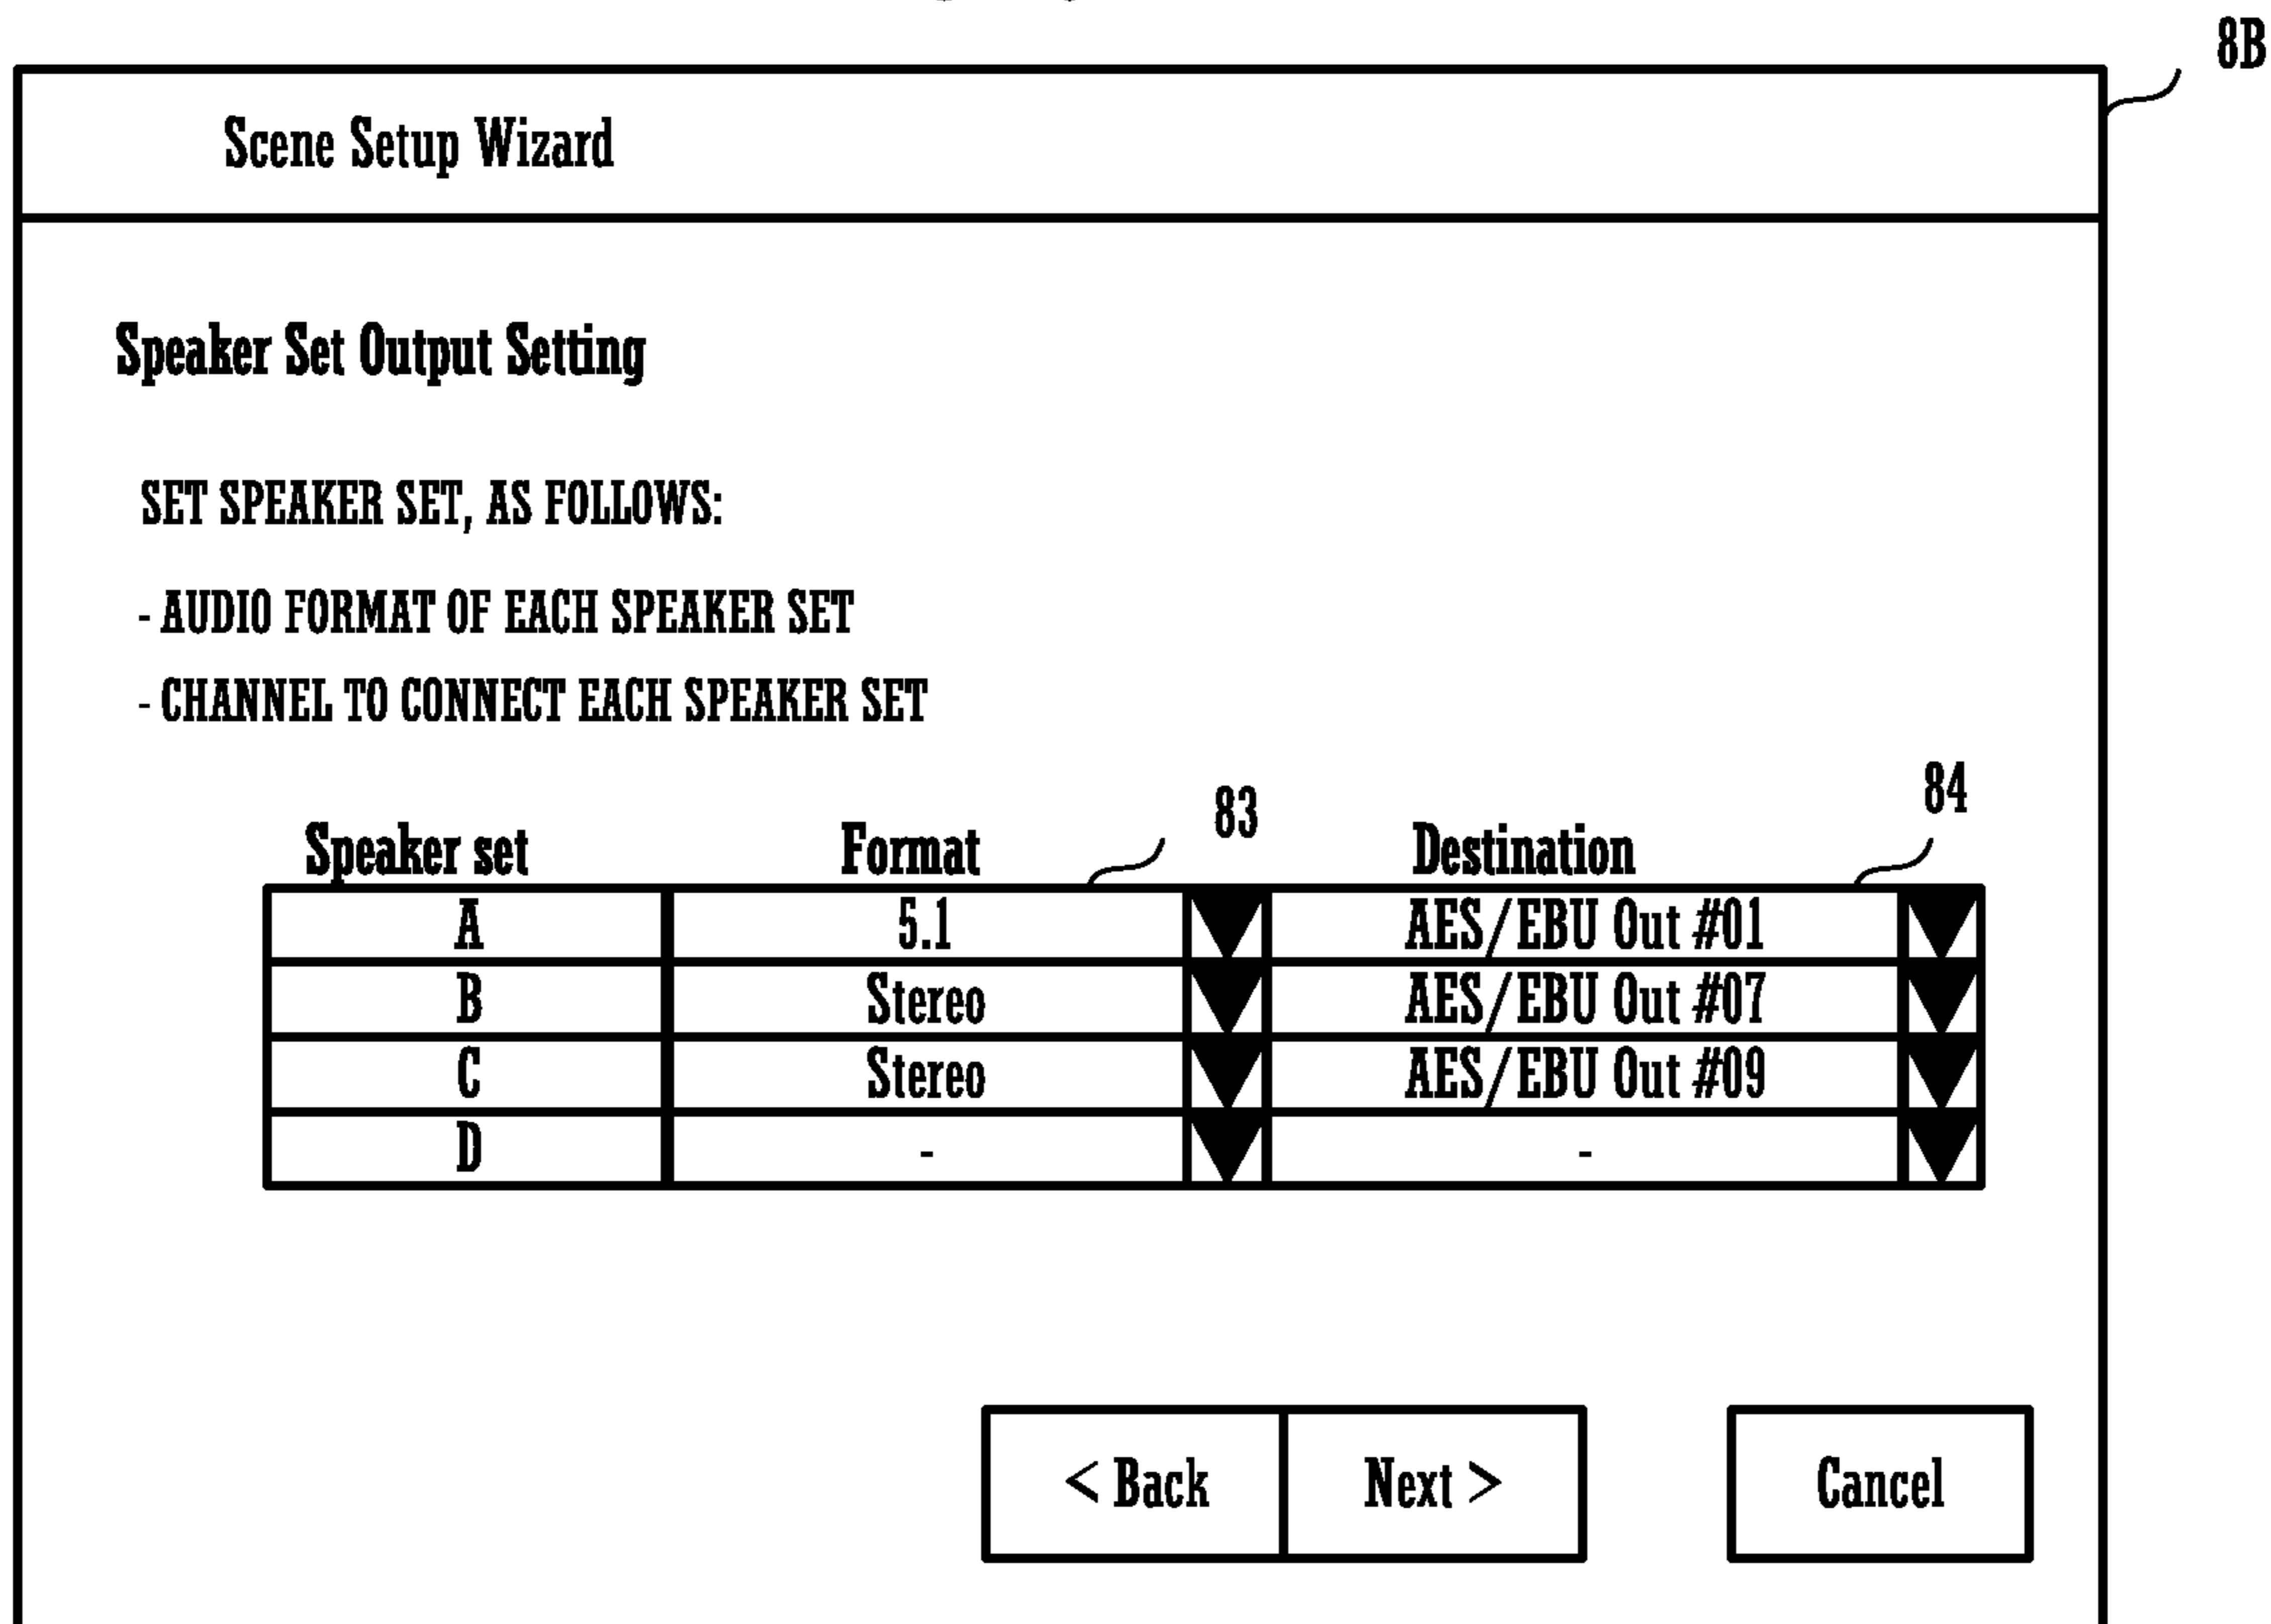 8B
Scene Setup Wizard
Speaker Set Output Setting
SET SPEAKER SET, AS FOLLOWS:
- AUDIO FORMAT OF EACH SPEAKER SET
- CHANNEL TO CONNECT EACH SPEAKER SET
83 84
Speaker set Format Destination
A 5.1 AES/EBU Out #01
B Stereo AES/EBU Out #07
C Stereo AES/EBU Out #09
D - -
< Back Next > Cancel